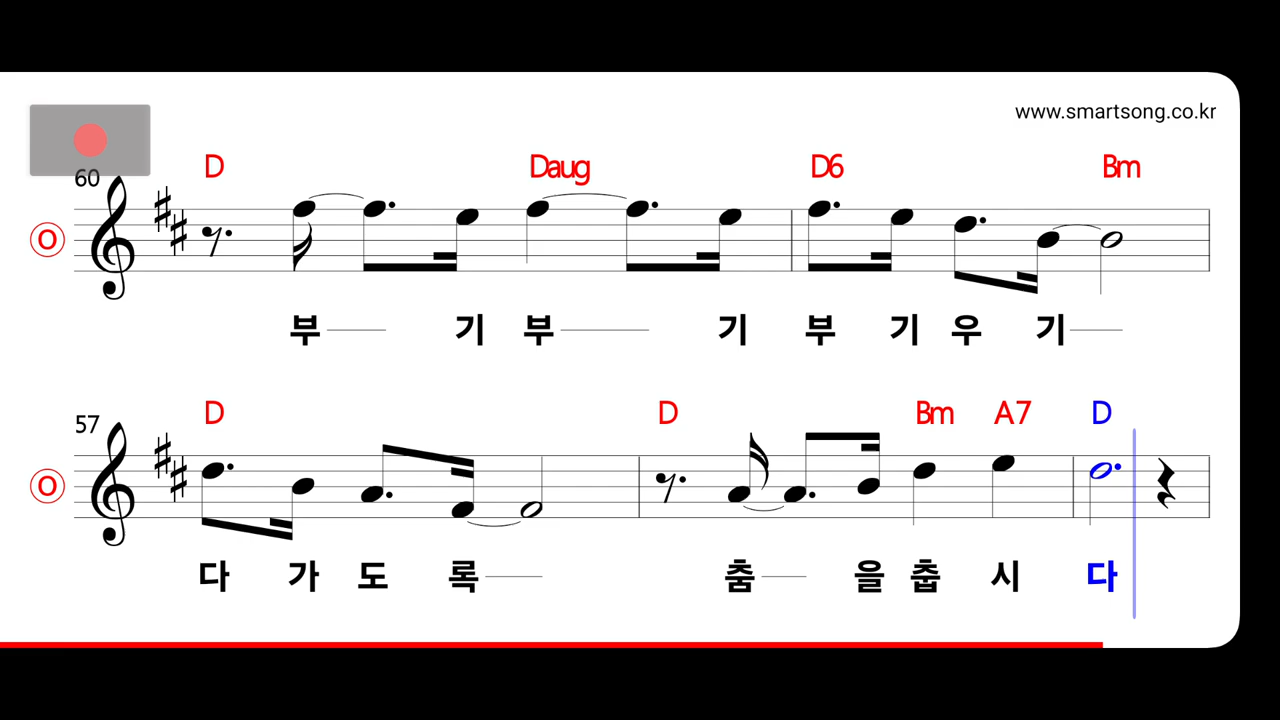 www.smartsong.co.kr
D Daug D6 Bm
60
O
부 기 부 기 부 기 우 기
D D Bm A7 D
57
O
다 가 도 록 춤 을 춥 시 다